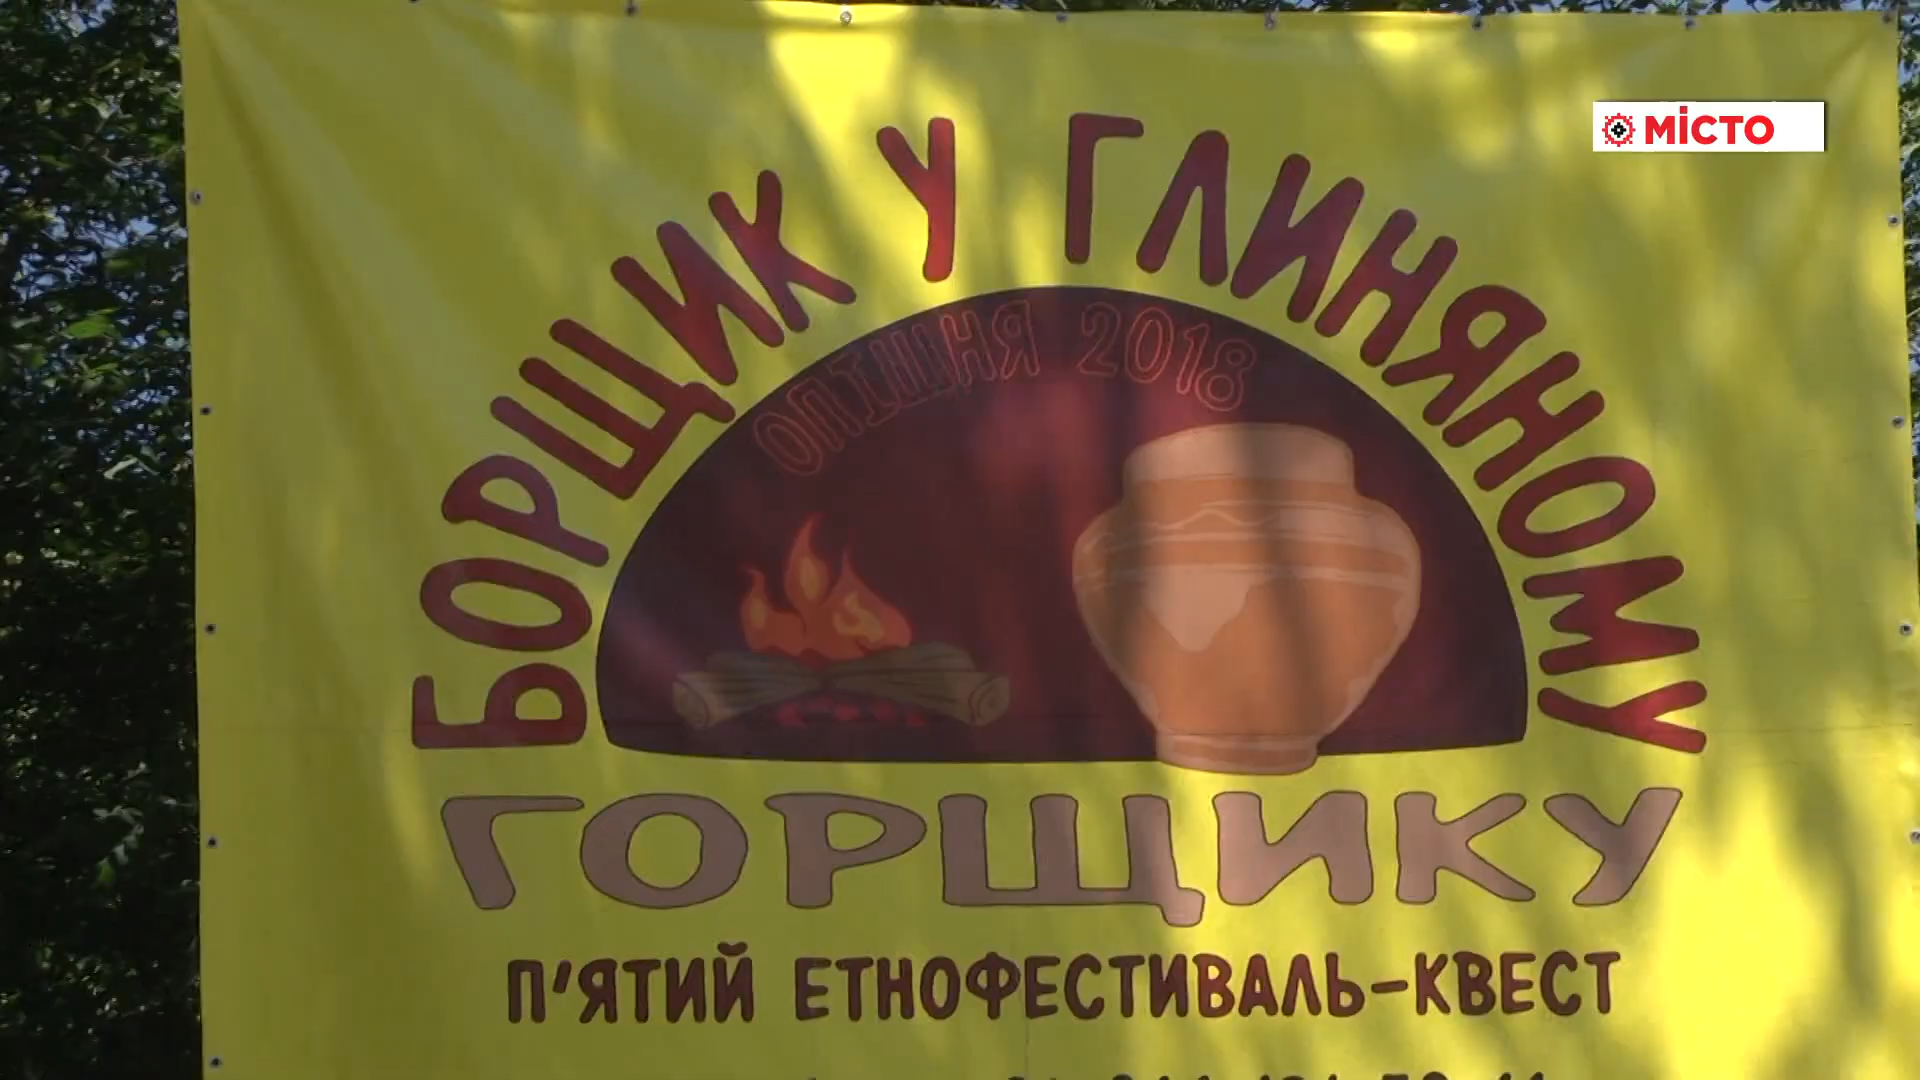 МІСТО
БОРЩИК У ГЛИНЯНОМУ
ОПІШНЯ 2018
ГОРЩИКУ
П'ЯТИЙ ЕТНОФЕСТИВАЛЬ-КВЕСТ